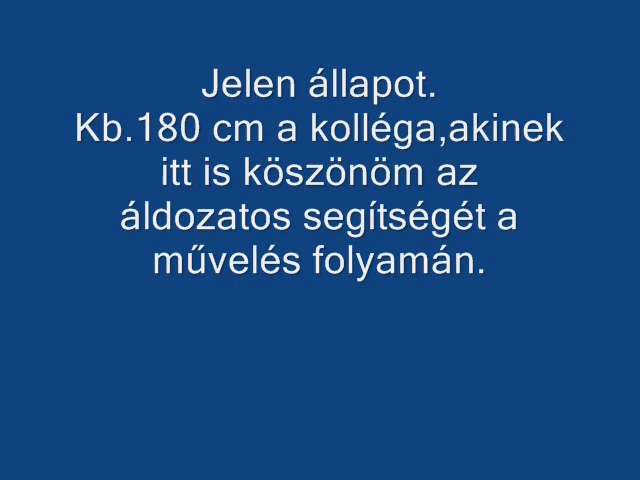 Jelen állapot.
Kb.180 cm a kolléga,akinek
itt is köszönöm az
áldozatos segítségét a
művelés folyamán.